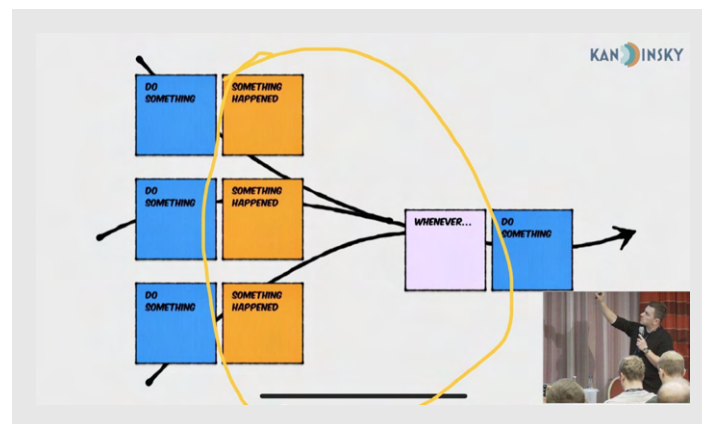 KANDINSKY
DO
SOMETHING
SOMETHING
HAPPENED
DO
SOMETHING
SOMETHING
HAPPENED
WHENEVER...
DO
SOMETHING
DO
SOMETHING
SOMETHING
HAPPENED